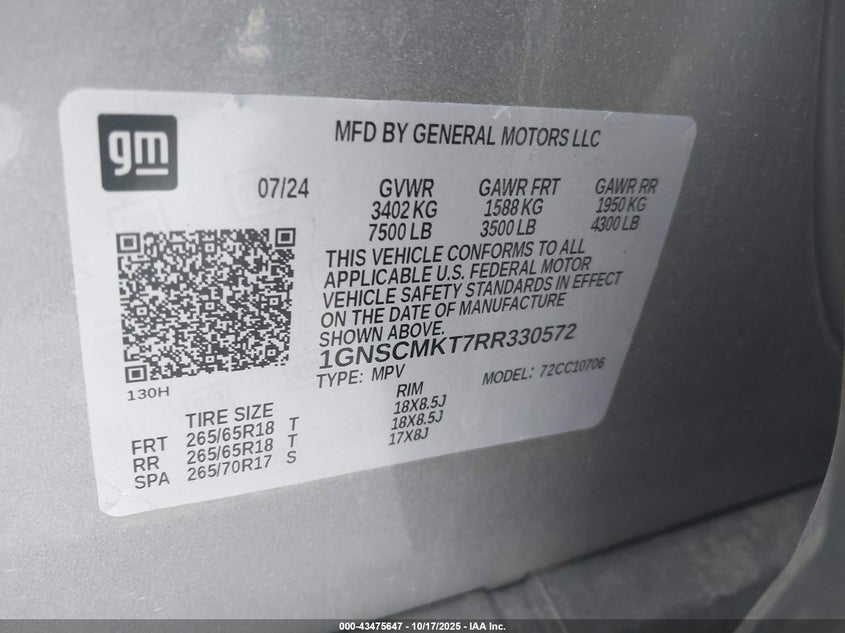 gm
MFD BY GENERAL MOTORS LLC
07/24 GVWR GAWR FRT GAWR RR
3402 KG 1588 KG 1950 KG
7500 LB 3500 LB 4300 LB
THIS VEHICLE CONFORMS TO ALL
APPLICABLE U.S. FEDERAL MOTOR
VEHICLE SAFETY STANDARDS IN EFFECT
ON THE DATE OF MANUFACTURE
SHOWN ABOVE.
1GNSCMKT7RR330572
TYPE: MPV MODEL: 72CC10706
130H
TIRE SIZE RIM
FRT 265/65R18 T 18X8.5J
RR 265/65R18 T 18X8.5J
SPA 265/70R17 S 17X8J
000-43475647 - 10/17/2025 - IAA Inc.